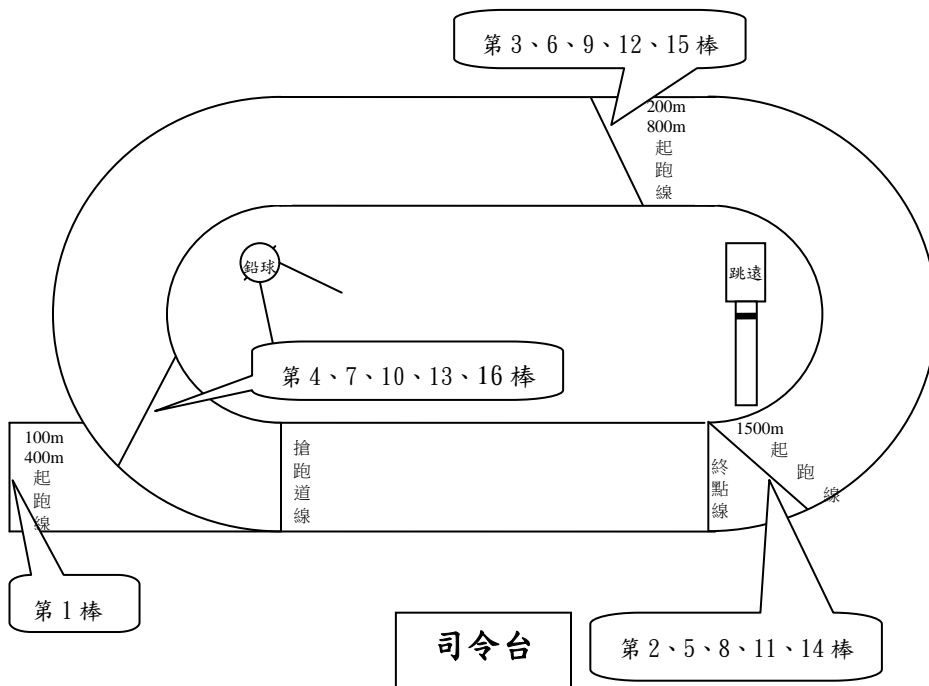 第 3、6、9、12、15 棒
200m
800m
起
跑
線
鉛球
跳遠
第 4、7、10、13、16 棒
100m
400m
起
跑
線
搶
跑
道
線
終
點
線
1500m
起
跑
線
第 1 棒
司令台
第 2、5、8、11、14 棒